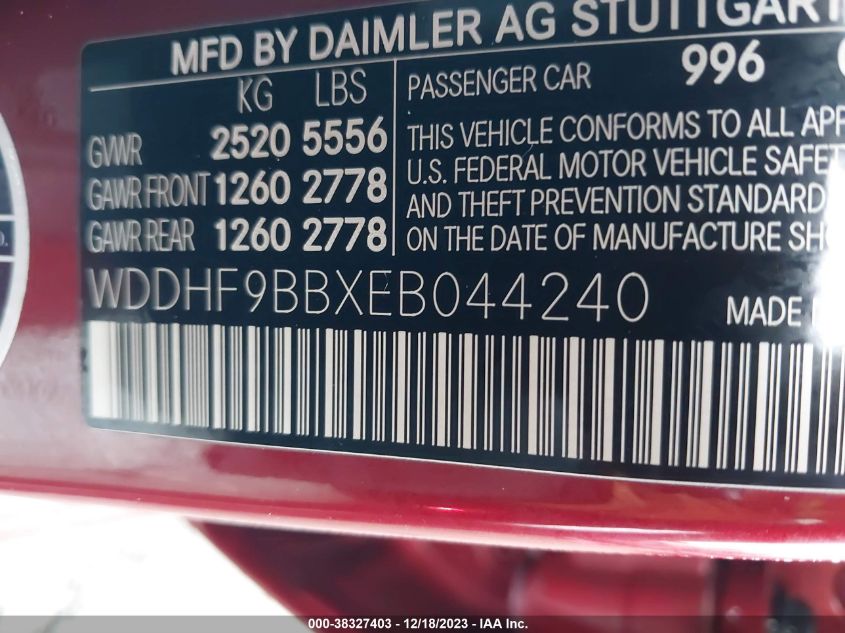 MFD BY DAIMLER AG STUTTGART
KG LBS
GVWR 2520 5556
GAWR FRONT 1260 2778
GAWR REAR 1260 2778
PASSENGER CAR 996
THIS VEHICLE CONFORMS TO ALL APP
U.S. FEDERAL MOTOR VEHICLE SAFET
AND THEFT PREVENTION STANDARD
ON THE DATE OF MANUFACTURE SH
WDDHF9BBXEB044240 MADE
000-38327403 - 12/18/2023 - IAA Inc.